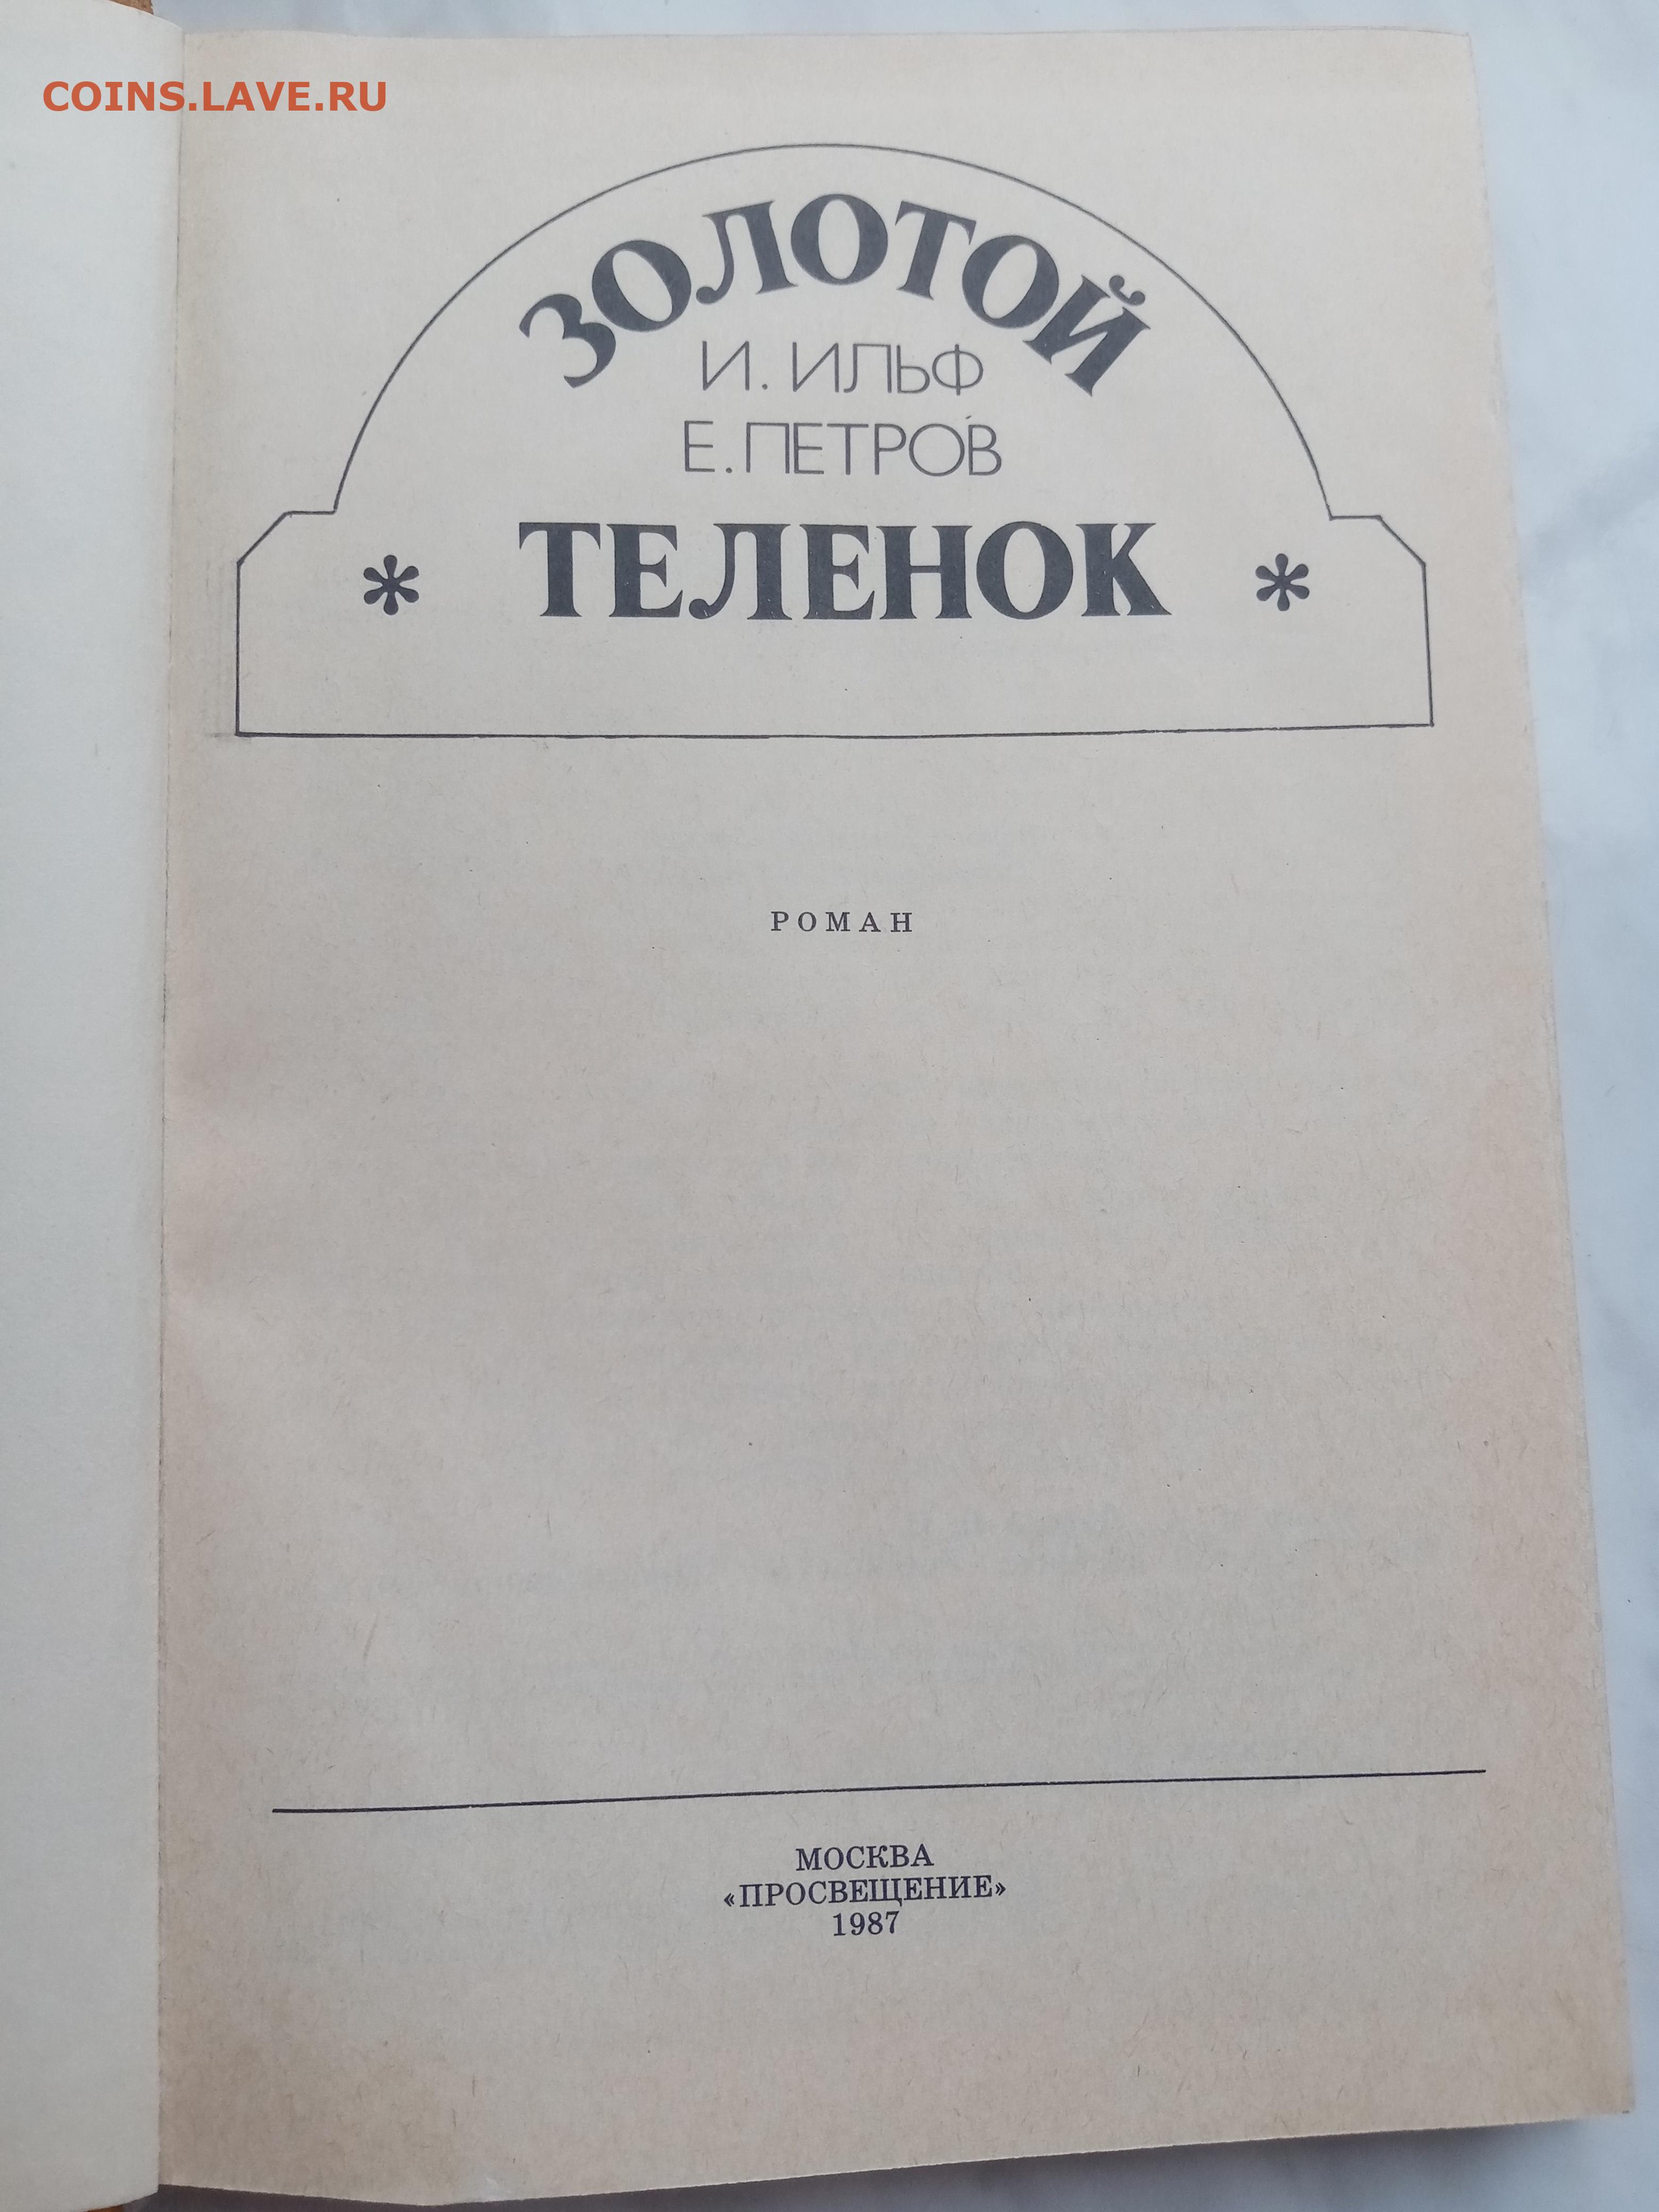 COINS.LAVE.RU
ЗОЛОТОЙ
И. ИЛЬФ
Е. ПЕТРОВ
* ТЕЛЕНОК *
РОМАН
МОСКВА
«ПРОСВЕЩЕНИЕ»
1987